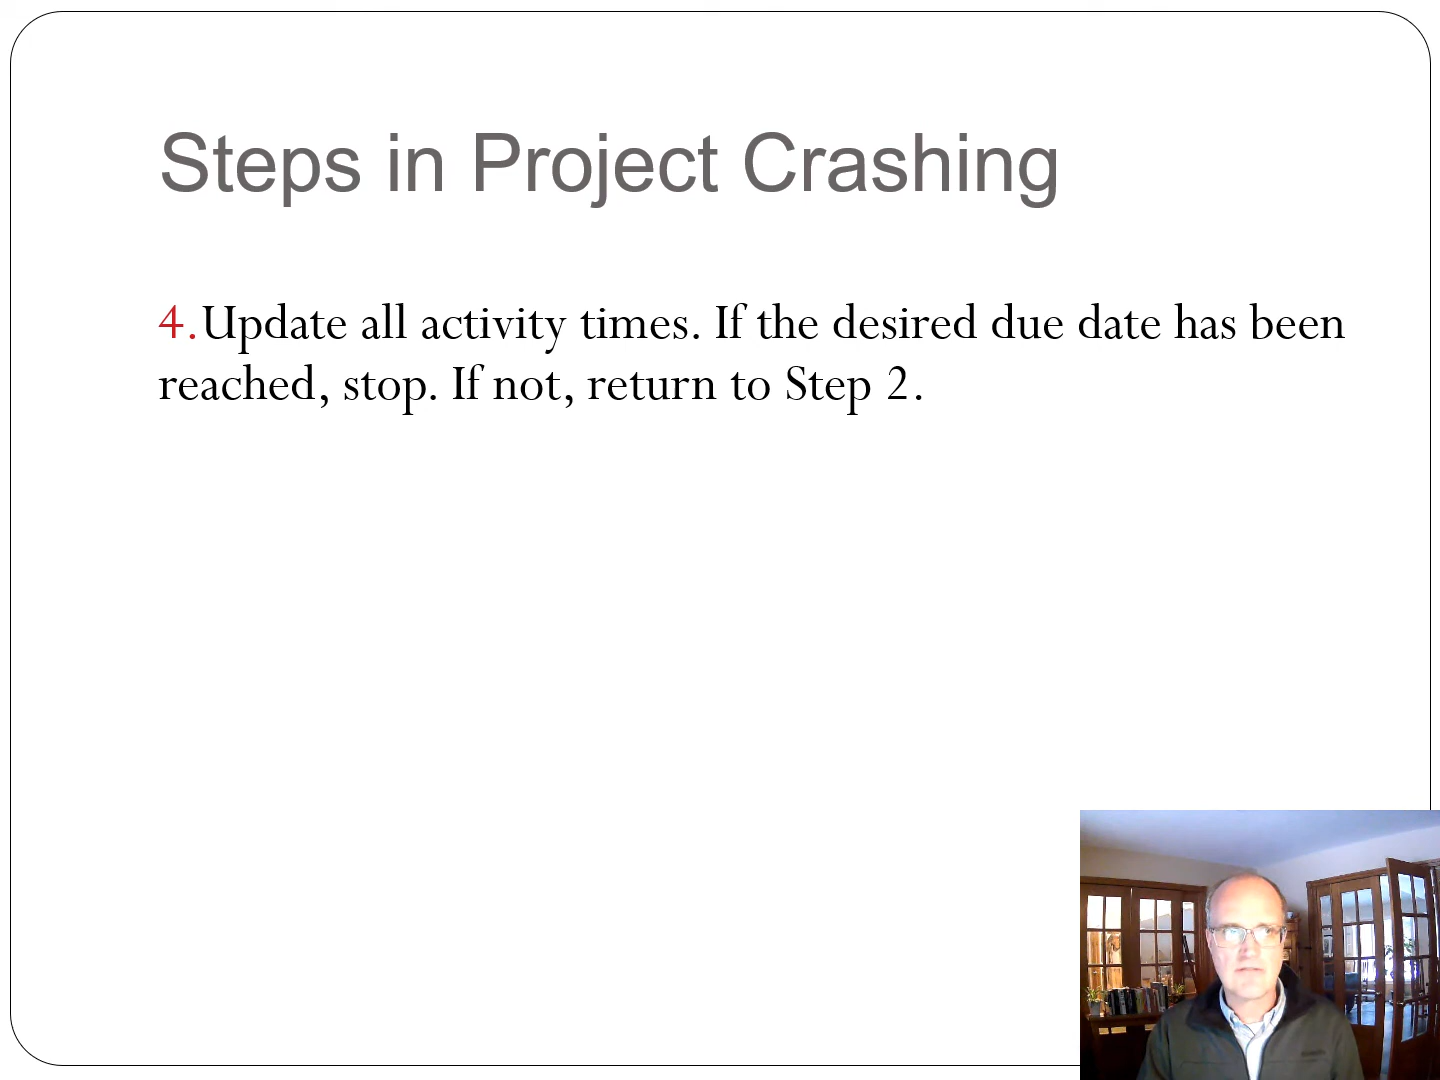 Steps in Project Crashing
4. Update all activity times. If the desired due date has been
reached, stop. If not, return to Step 2.